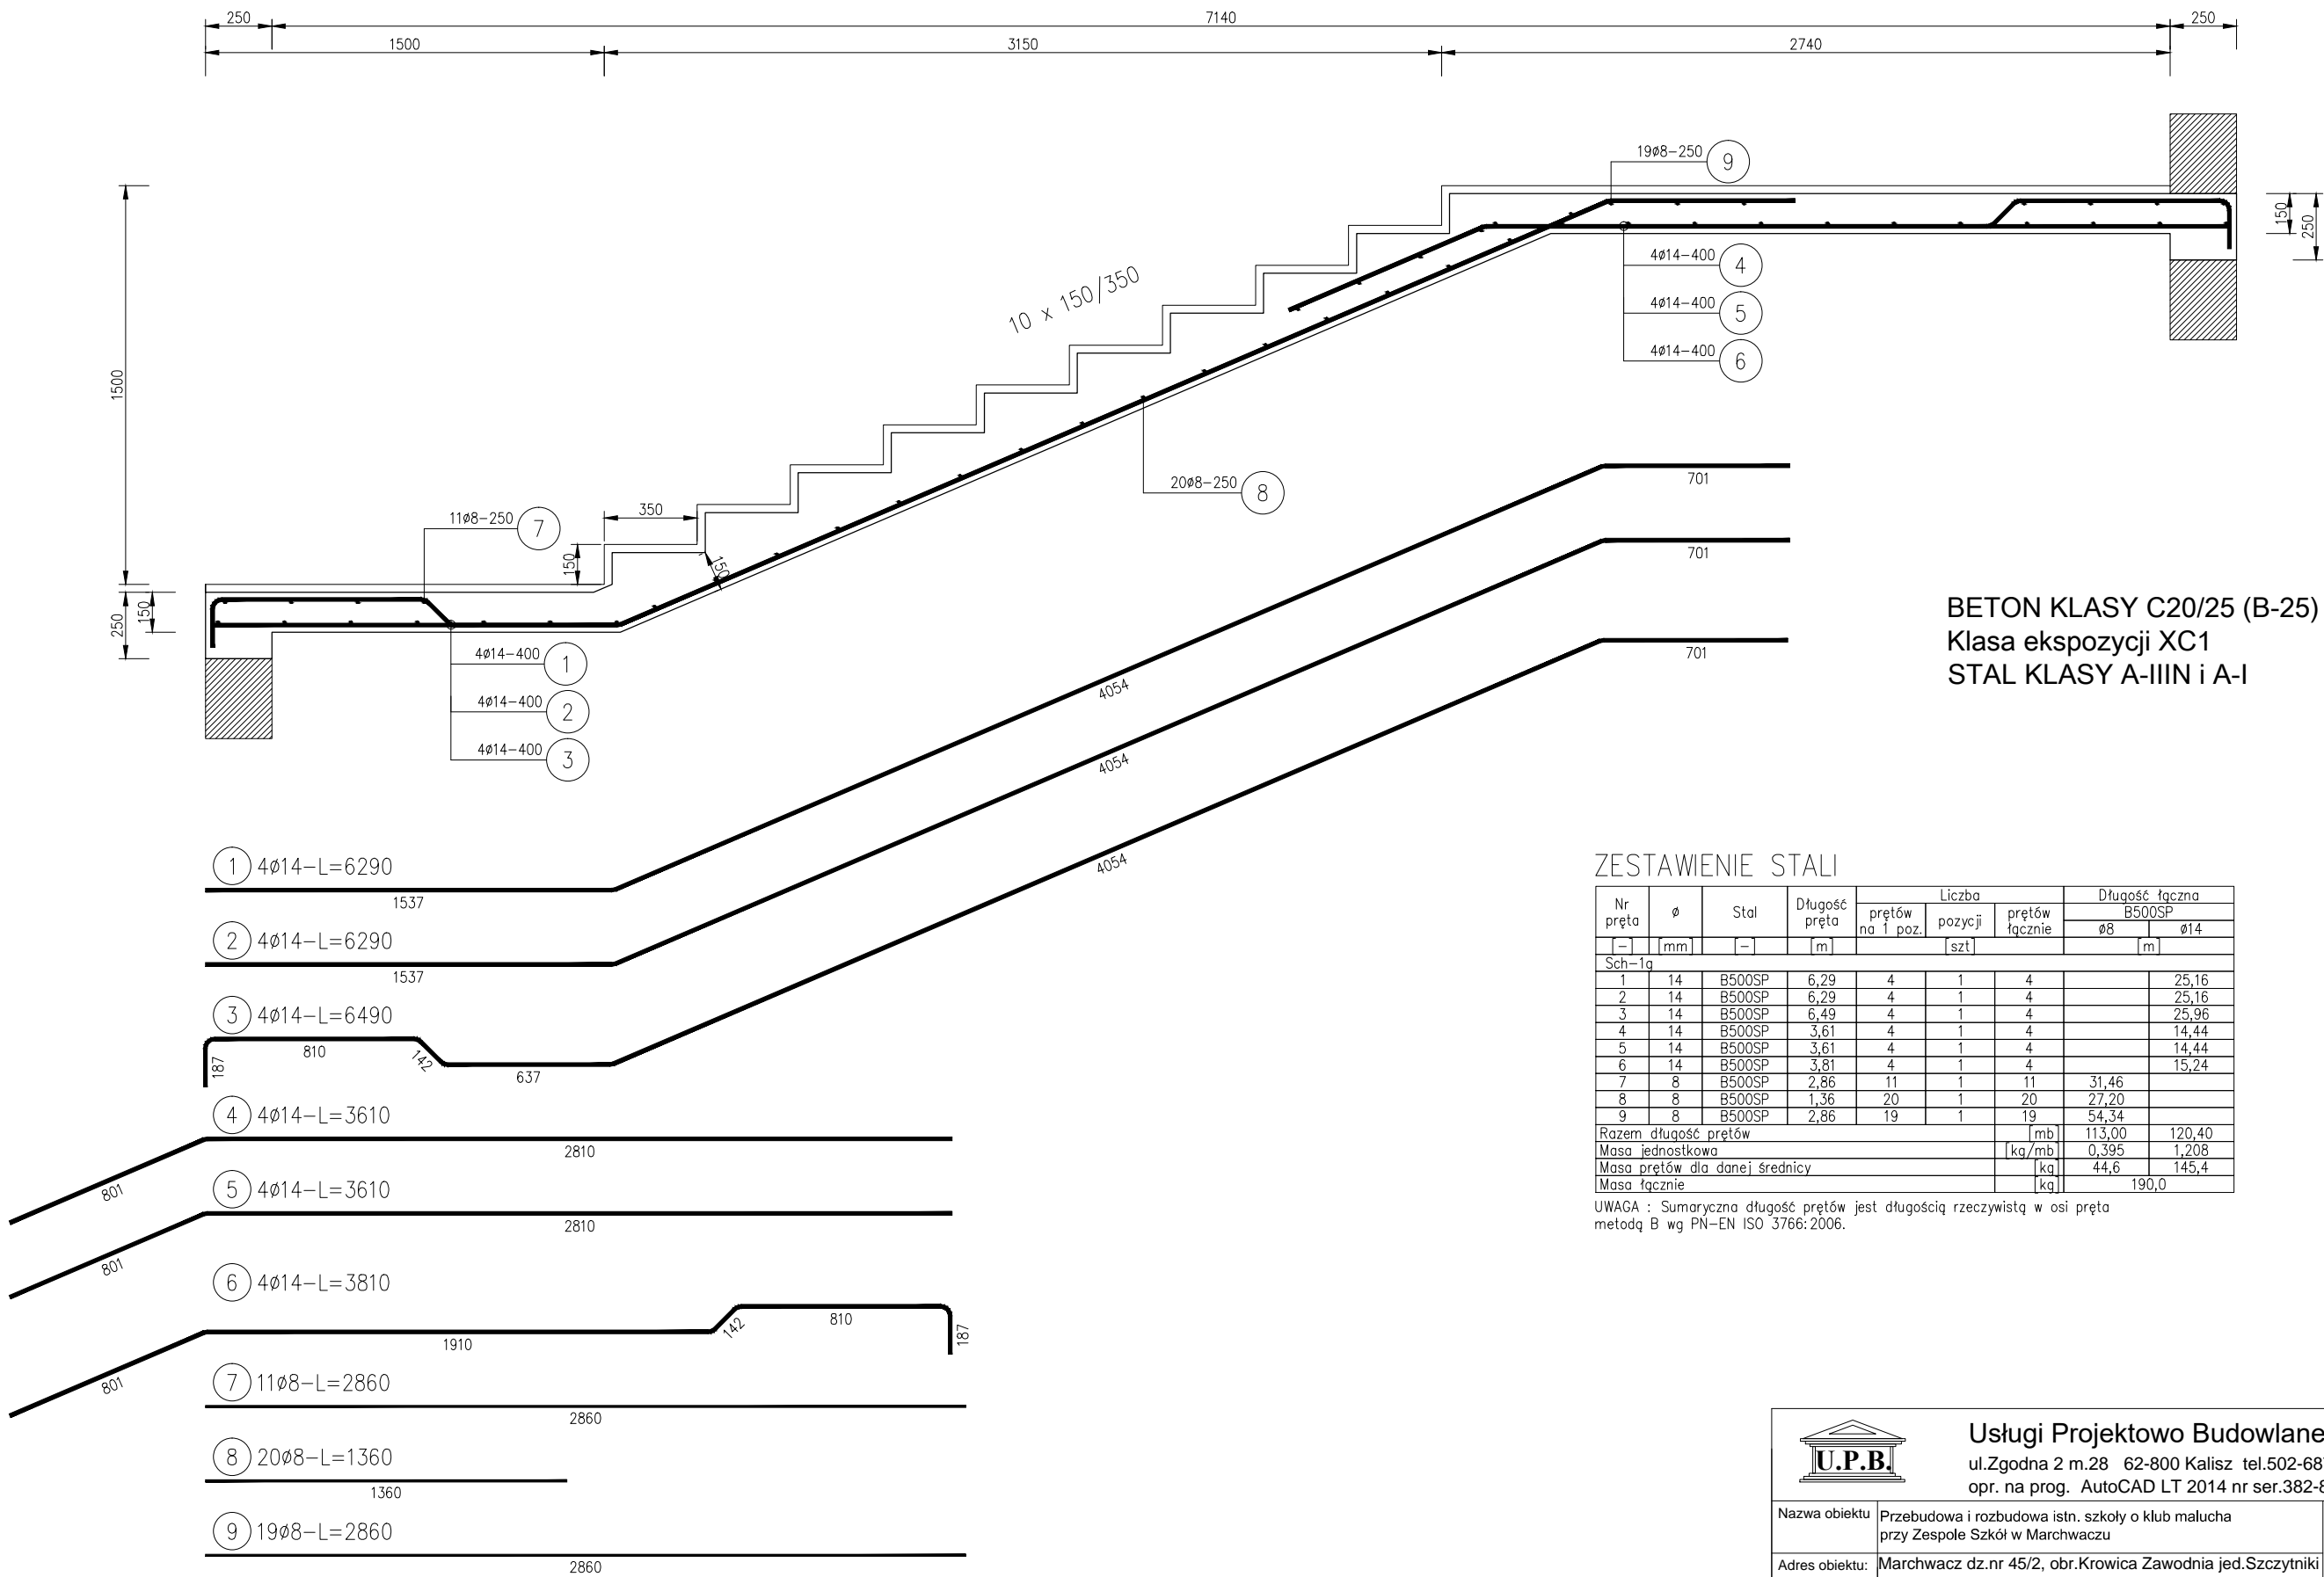 250
7140
250
1500
3150
2740
19ø8-250 9
150
250
4ø14-400 4
4ø14-400 5
4ø14-400 6
10 x 150/350
1500
20ø8-250 8
11ø8-250 7
350
150
150
250
150
4ø14-400 1
4ø14-400 2
4ø14-400 3
BETON KLASY C20/25 (B-25)
Klasa ekspozycji XC1
STAL KLASY A-IIIN i A-I
1 4ø14-L=6290
1537
4054
701
2 4ø14-L=6290
1537
4054
701
3 4ø14-L=6490
187
810
142
637
4054
701
4 4ø14-L=3610
801
2810
5 4ø14-L=3610
801
2810
6 4ø14-L=3810
801
1910
142
810
187
7 11ø8-L=2860
2860
8 20ø8-L=1360
1360
9 19ø8-L=2860
2860
ZESTAWIENIE STALI
Nr pręta ø Stal Długość pręta Liczba Długość łączna
prętów na 1 poz. pozycji prętów łącznie B500SP
ø8 ø14
[-] [mm] [-] [m] [szt] [m]
Sch-1g
1 14 B500SP 6,29 4 1 4 25,16
2 14 B500SP 6,29 4 1 4 25,16
3 14 B500SP 6,49 4 1 4 25,96
4 14 B500SP 3,61 4 1 4 14,44
5 14 B500SP 3,61 4 1 4 14,44
6 14 B500SP 3,81 4 1 4 15,24
7 8 B500SP 2,86 11 1 11 31,46
8 8 B500SP 1,36 20 1 20 27,20
9 8 B500SP 2,86 19 1 19 54,34
Razem długość prętów [mb] 113,00 120,40
Masa jednostkowa [kg/mb] 0,395 1,208
Masa prętów dla danej średnicy [kg] 44,6 145,4
Masa łącznie [kg] 190,0
UWAGA : Sumaryczna długość prętów jest długością rzeczywistą w osi pręta
metodą B wg PN-EN ISO 3766:2006.
U.P.B.
Usługi Projektowo Budowlane
ul.Zgodna 2 m.28 62-800 Kalisz tel.502-68
opr. na prog. AutoCAD LT 2014 nr ser.382-8
Nazwa obiektu Przebudowa i rozbudowa istn. szkoły o klub malucha
przy Zespole Szkół w Marchwaczu
Adres obiektu: Marchwacz dz.nr 45/2, obr.Krowica Zawodnia jed.Szczytniki